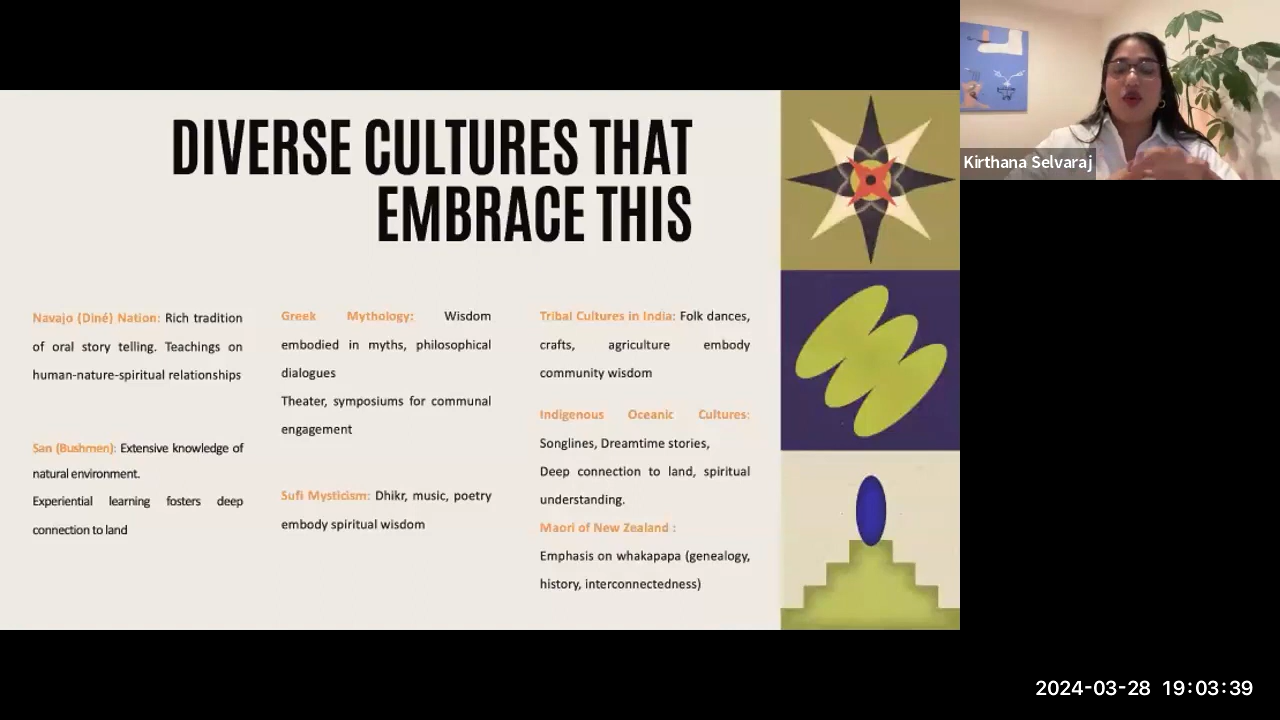 DIVERSE CULTURES THAT
EMBRACE THIS
Navajo (Diné) Nation: Rich tradition
of oral story telling. Teachings on
human-nature-spiritual relationships
San (Bushmen): Extensive knowledge of
natural environment.
Experiential learning fosters deep
connection to land
Greek Mythology: Wisdom
embodied in myths, philosophical
dialogues
Theater, symposiums for communal
engagement
Sufi Mysticism: Dhikr, music, poetry
embody spiritual wisdom
Tribal Cultures in India: Folk dances,
crafts, agriculture embody
community wisdom
Indigenous Oceanic Cultures:
Songlines, Dreamtime stories,
Deep connection to land, spiritual
understanding.
Maori of New Zealand :
Emphasis on whakapapa (genealogy,
history, interconnectedness)
Kirthana Selvaraj
2024-03-28 19:03:39